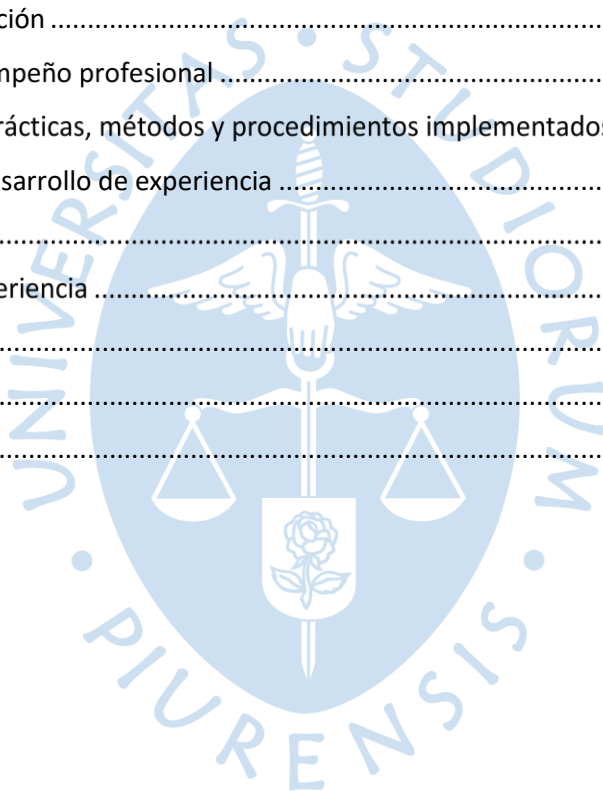 ción ................................................................
mpeño profesional ................................................................
rácticas, métodos y procedimientos implementados
sarrollo de experiencia ................................................................
................................................................
eriencia ................................................................
................................................................
................................................................
................................................................
UNIVERSITAS • STUDIORUM • PIURENSIS •